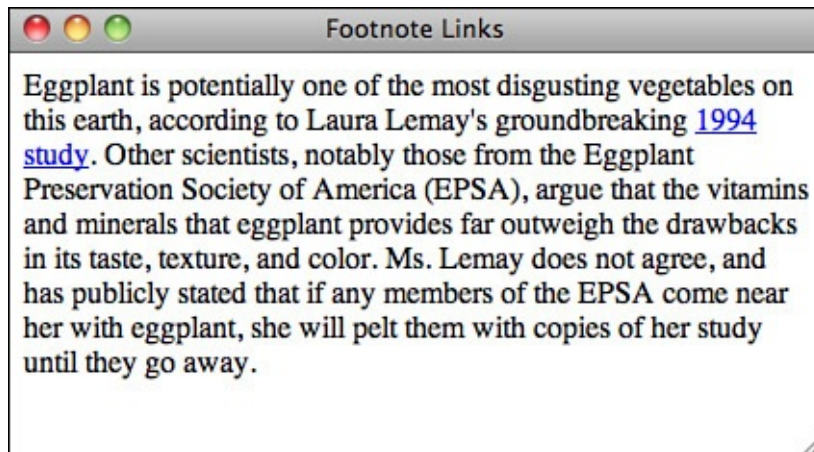 Footnote Links
Eggplant is potentially one of the most disgusting vegetables on
this earth, according to Laura Lemay's groundbreaking 1994
study. Other scientists, notably those from the Eggplant
Preservation Society of America (EPSA), argue that the vitamins
and minerals that eggplant provides far outweigh the drawbacks
in its taste, texture, and color. Ms. Lemay does not agree, and
has publicly stated that if any members of the EPSA come near
her with eggplant, she will pelt them with copies of her study
until they go away.